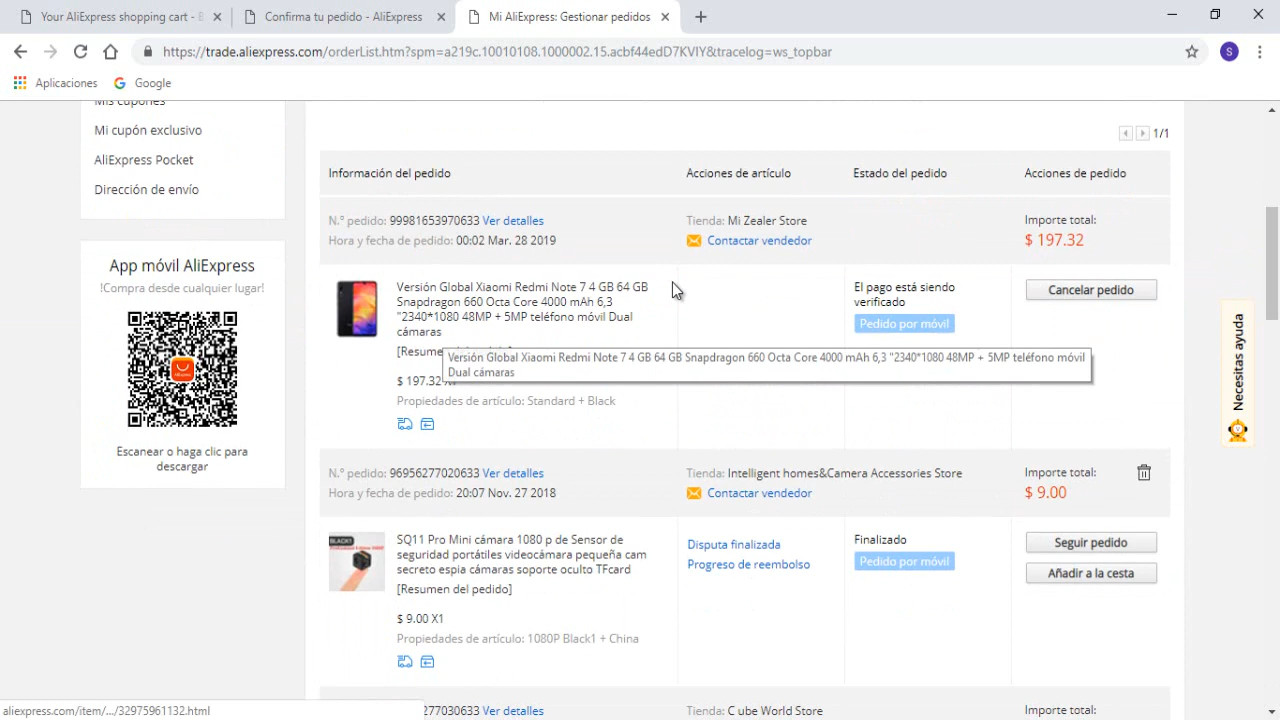 Your AliExpress shopping cart - B
Confirma tu pedido - AliExpress
Mi AliExpress: Gestionar pedidos
https://trade.aliexpress.com/orderList.htm?spm=a219c.10010108.1000002.15.acbf44edD7KVIY&tracelog=ws_topbar
S
Aplicaciones
Google
Mis cupones
Mi cupón exclusivo
AliExpress Pocket
Dirección de envío
App móvil AliExpress
!Compra desde cualquier lugar!
Escanear o haga clic para
descargar
1/1
Información del pedido
Acciones de artículo
Estado del pedido
Acciones de pedido
N.° pedido: 99981653970633 Ver detalles
Hora y fecha de pedido: 00:02 Mar. 28 2019
Tienda: Mi Zealer Store
Contactar vendedor
Importe total:
$ 197.32
Versión Global Xiaomi Redmi Note 7 4 GB 64 GB
Snapdragon 660 Octa Core 4000 mAh 6,3
"2340*1080 48MP + 5MP teléfono móvil Dual
cámaras
[Resume
Versión Global Xiaomi Redmi Note 7 4 GB 64 GB Snapdragon 660 Octa Core 4000 mAh 6,3 "2340*1080 48MP + 5MP teléfono móvil
Dual cámaras
$ 197.32 X1
Propiedades de artículo: Standard + Black
El pago está siendo
verificado
Pedido por móvil
Cancelar pedido
N.° pedido: 96956277020633 Ver detalles
Hora y fecha de pedido: 20:07 Nov. 27 2018
Tienda: Intelligent homes&Camera Accessories Store
Contactar vendedor
Importe total:
$ 9.00
BLACK1
SQ11 Pro Mini cámara 1080 p de Sensor de
seguridad portátiles videocámara pequeña cam
secreto espia cámaras soporte oculto TFcard
[Resumen del pedido]
$ 9.00 X1
Propiedades de artículo: 1080P Black1 + China
Disputa finalizada
Progreso de reembolso
Finalizado
Pedido por móvil
Seguir pedido
Añadir a la cesta
277030633 Ver detalles
Tienda: C ube World Store
Importe total:
Necesitas ayuda
aliexpress.com/item/.../32975961132.html